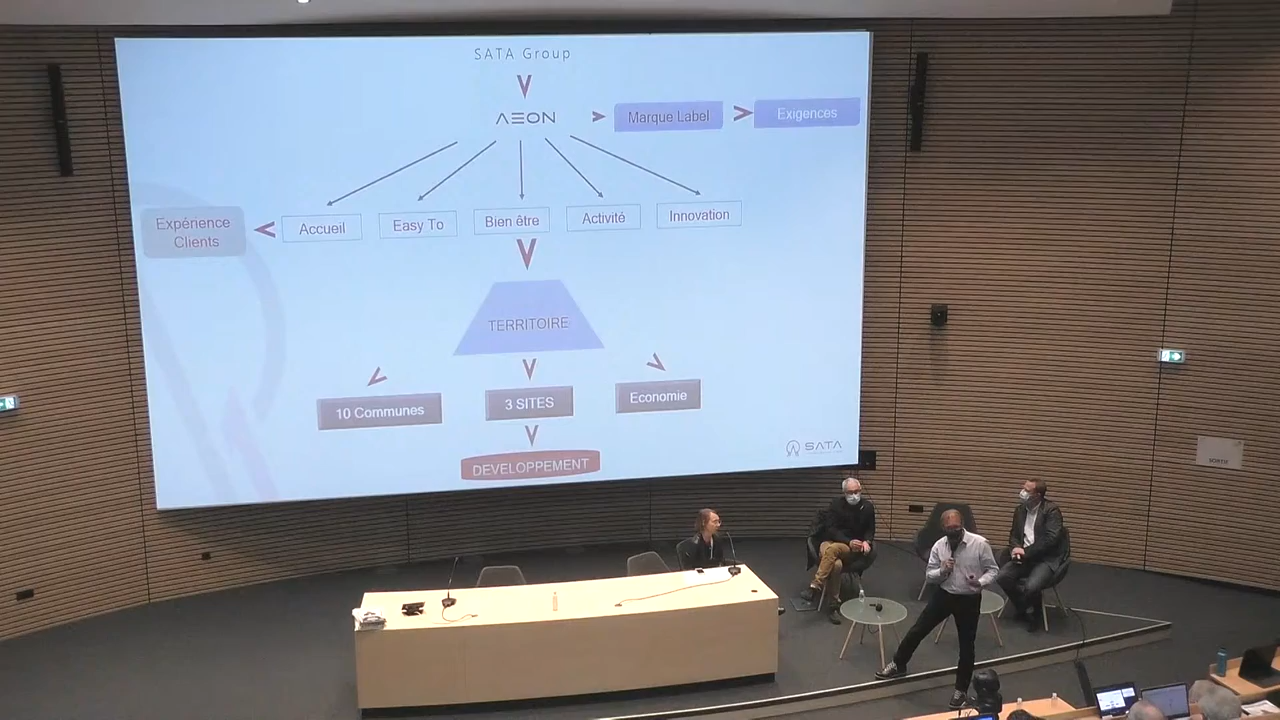 SATA Group
AEON
Marque Label
Exigences
Expérience
Clients
Accueil
Easy To
Bien être
Activité
Innovation
TERRITOIRE
10 Communes
3 SITES
Economie
DEVELOPPEMENT
SATA
SORTIE